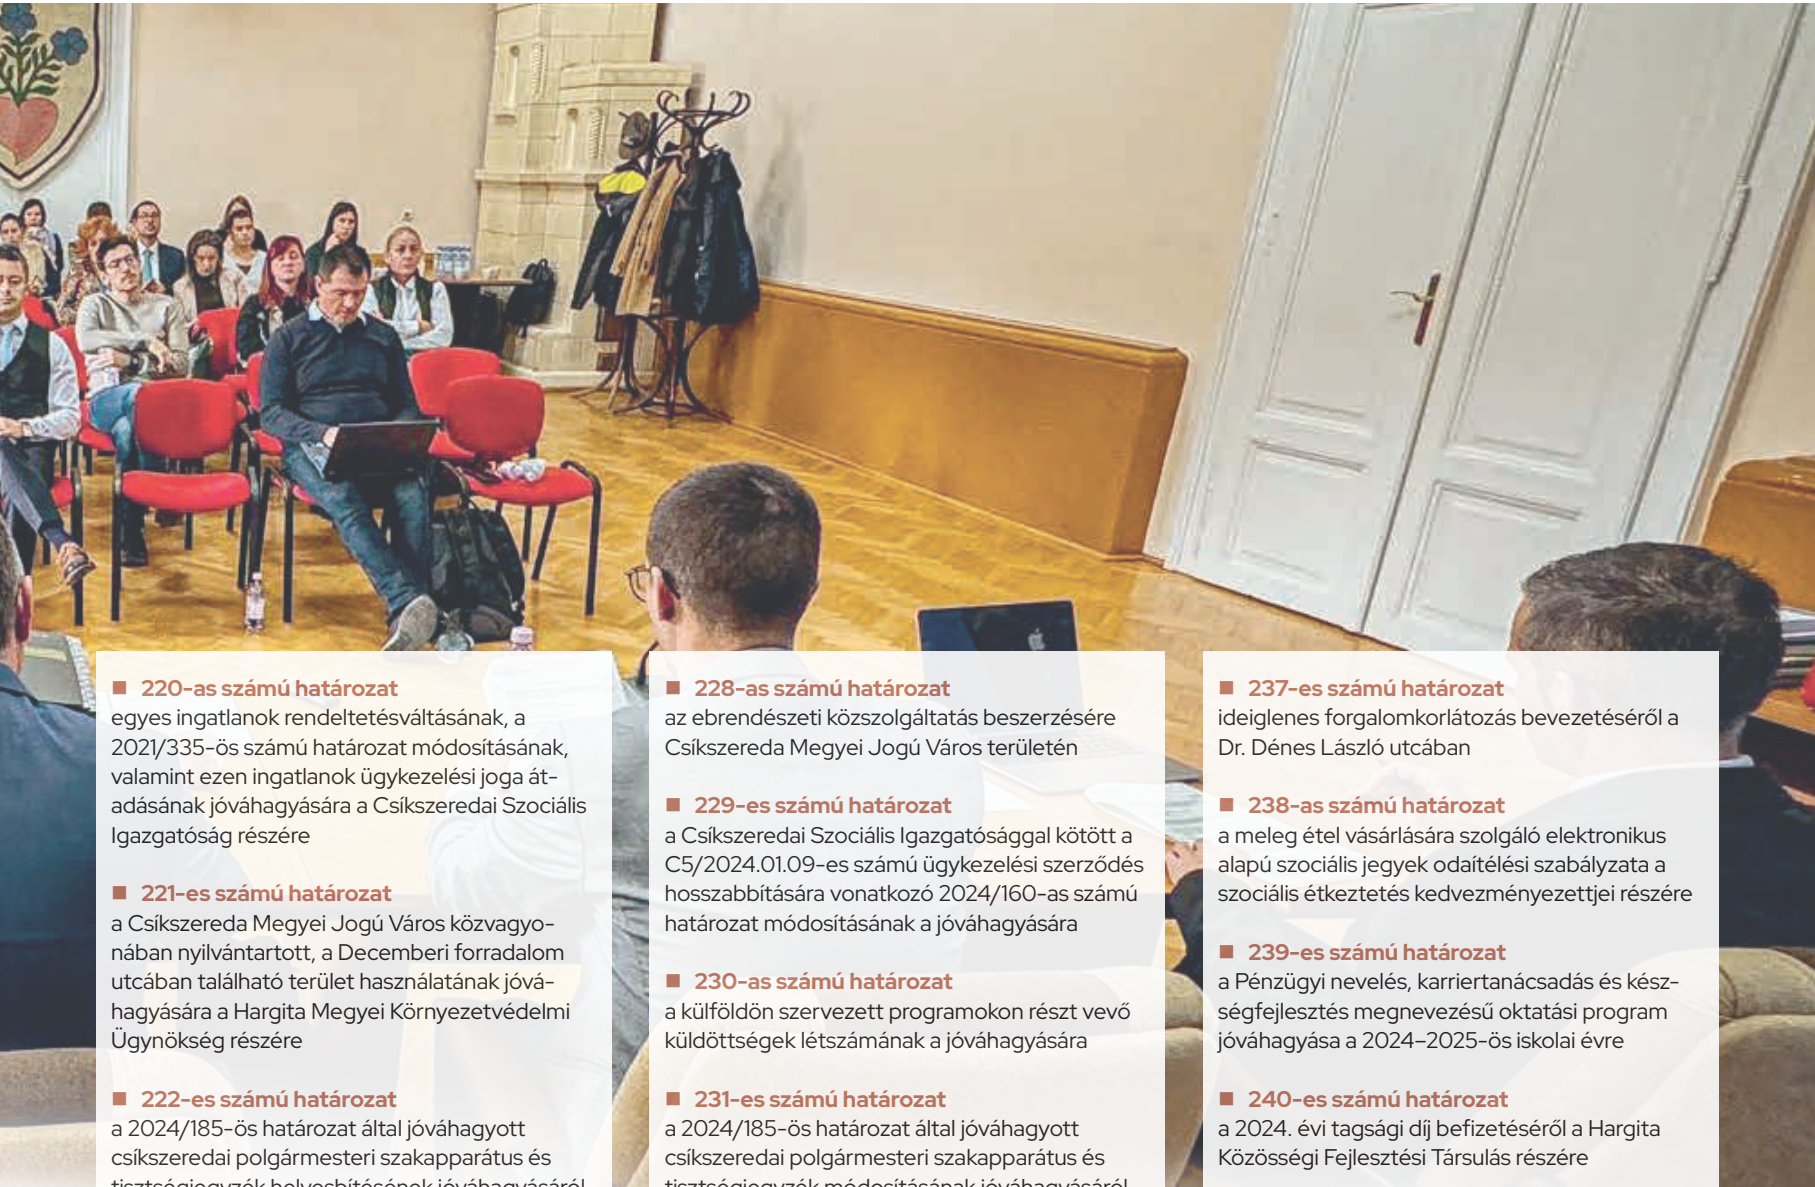 220-as számú határozat
egyes ingatlanok rendeltetésváltásának, a
2021/335-ös számú határozat módosításának,
valamint ezen ingatlanok ügykezelési joga át-
adásának jóváhagyására a Csíkszeredai Szociális
Igazgatóság részére
221-es számú határozat
a Csíkszereda Megyei Jogú Város közvagyo-
nában nyilvántartott, a Decemberi forradalom
utcában található terület használatának jóvá-
hagyására a Hargita Megyei Környezetvédelmi
Ügynökség részére
222-es számú határozat
a 2024/185-ös határozat által jóváhagyott
csíkszeredai polgármesteri szakapparátus és
tisztségjegyzék helyesbítésének jóváhagyásáról
228-as számú határozat
az ebrendészeti közszolgáltatás beszerzésére
Csíkszereda Megyei Jogú Város területén
229-es számú határozat
a Csíkszeredai Szociális Igazgatósággal kötött a
C5/2024.01.09-es számú ügykezelési szerződés
hosszabbítására vonatkozó 2024/160-as számú
határozat módosításának a jóváhagyására
230-as számú határozat
a külföldön szervezett programokon részt vevő
küldöttségek létszámának a jóváhagyására
231-es számú határozat
a 2024/185-ös határozat által jóváhagyott
csíkszeredai polgármesteri szakapparátus és
tisztségjegyzék módosításának jóváhagyásáról
237-es számú határozat
ideiglenes forgalomkorlátozás bevezetéséről a
Dr. Dénes László utcában
238-as számú határozat
a meleg étel vásárlására szolgáló elektronikus
alapú szociális jegyek odaítélési szabályzata a
szociális étkeztetés kedvezményezettjei részére
239-es számú határozat
a Pénzügyi nevelés, karriertanácsadás és kész-
ségfejlesztés megnevezésű oktatási program
jóváhagyása a 2024–2025-ös iskolai évre
240-es számú határozat
a 2024. évi tagsági díj befizetéséről a Hargita
Közösségi Fejlesztési Társulás részére